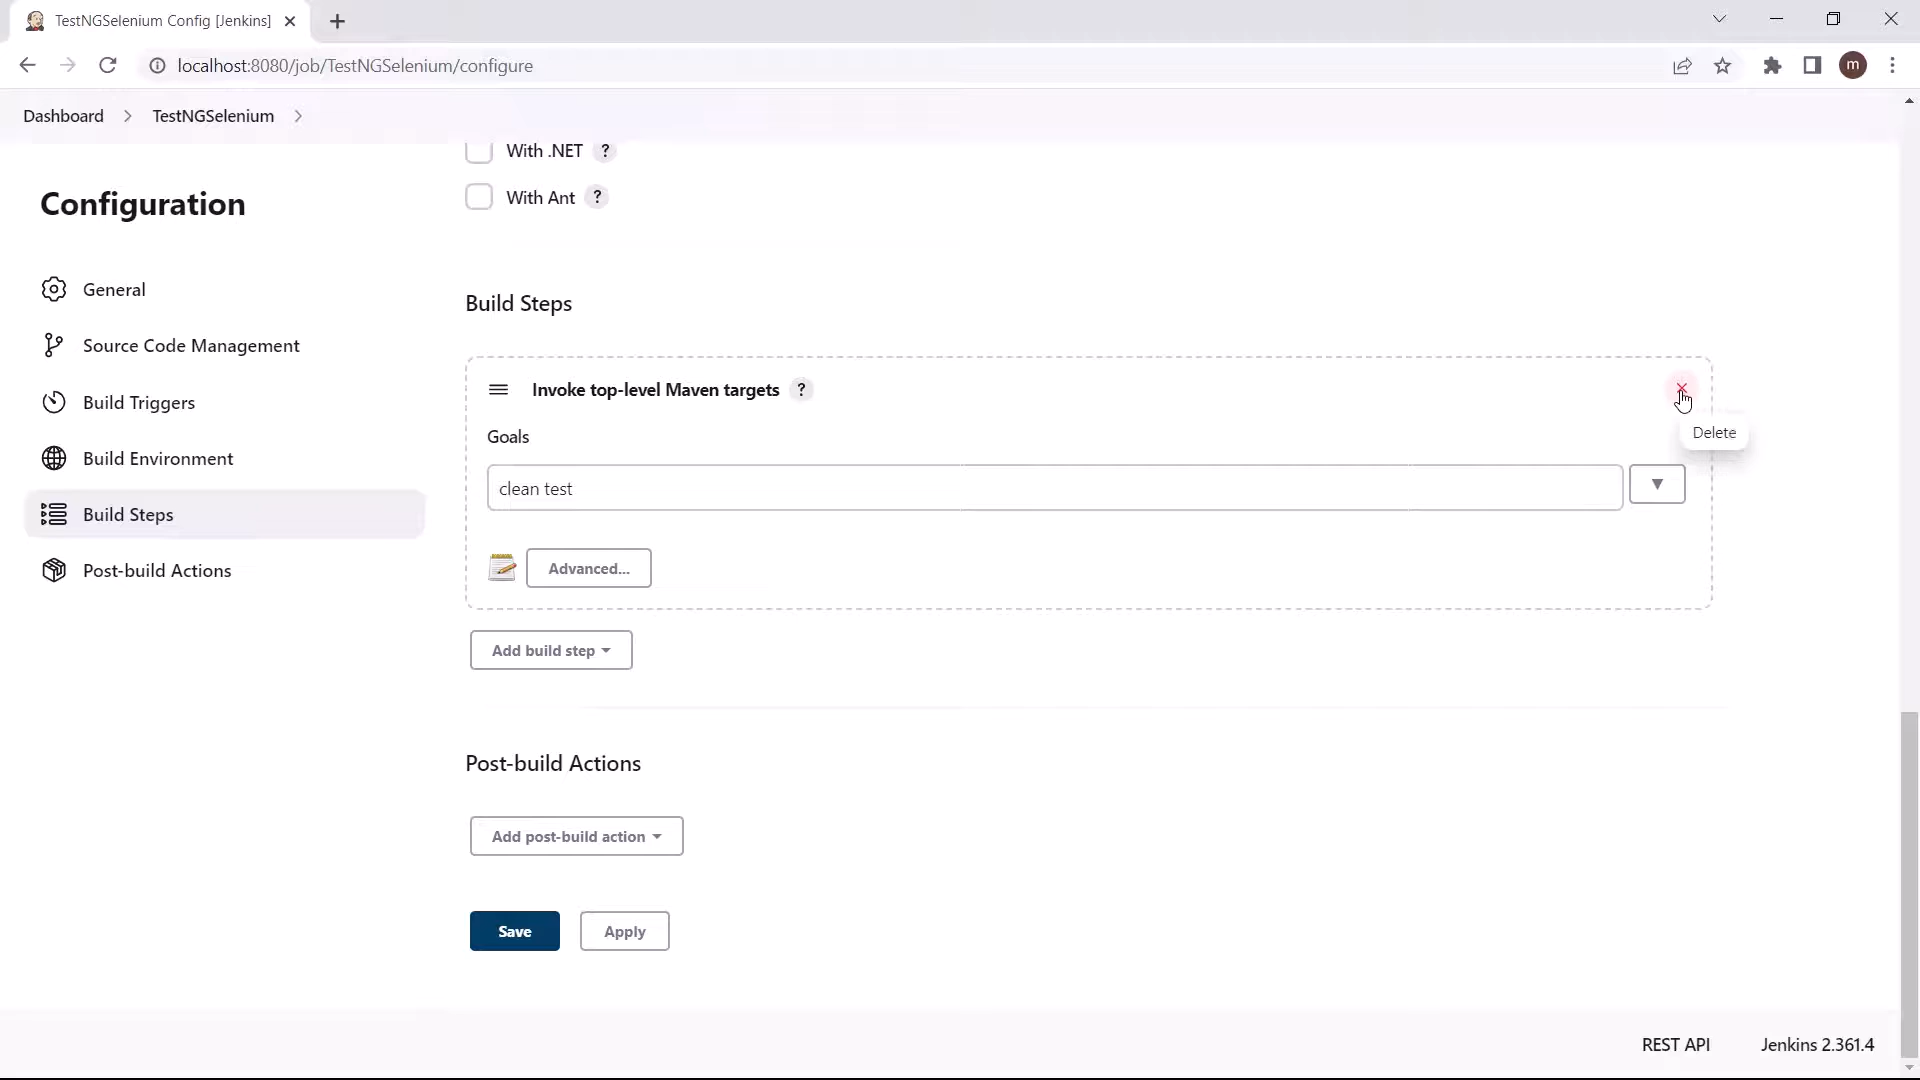 TestNGSelenium Config [Jenkins]
localhost:8080/job/TestNGSelenium/configure
m
Dashboard
TestNGSelenium
With .NET ?
With Ant ?
Configuration
General
Source Code Management
Build Triggers
Build Environment
Build Steps
Post-build Actions
Build Steps
Invoke top-level Maven targets ?
Delete
Goals
clean test
Advanced...
Add build step
Post-build Actions
Add post-build action
Save
Apply
REST API
Jenkins 2.361.4